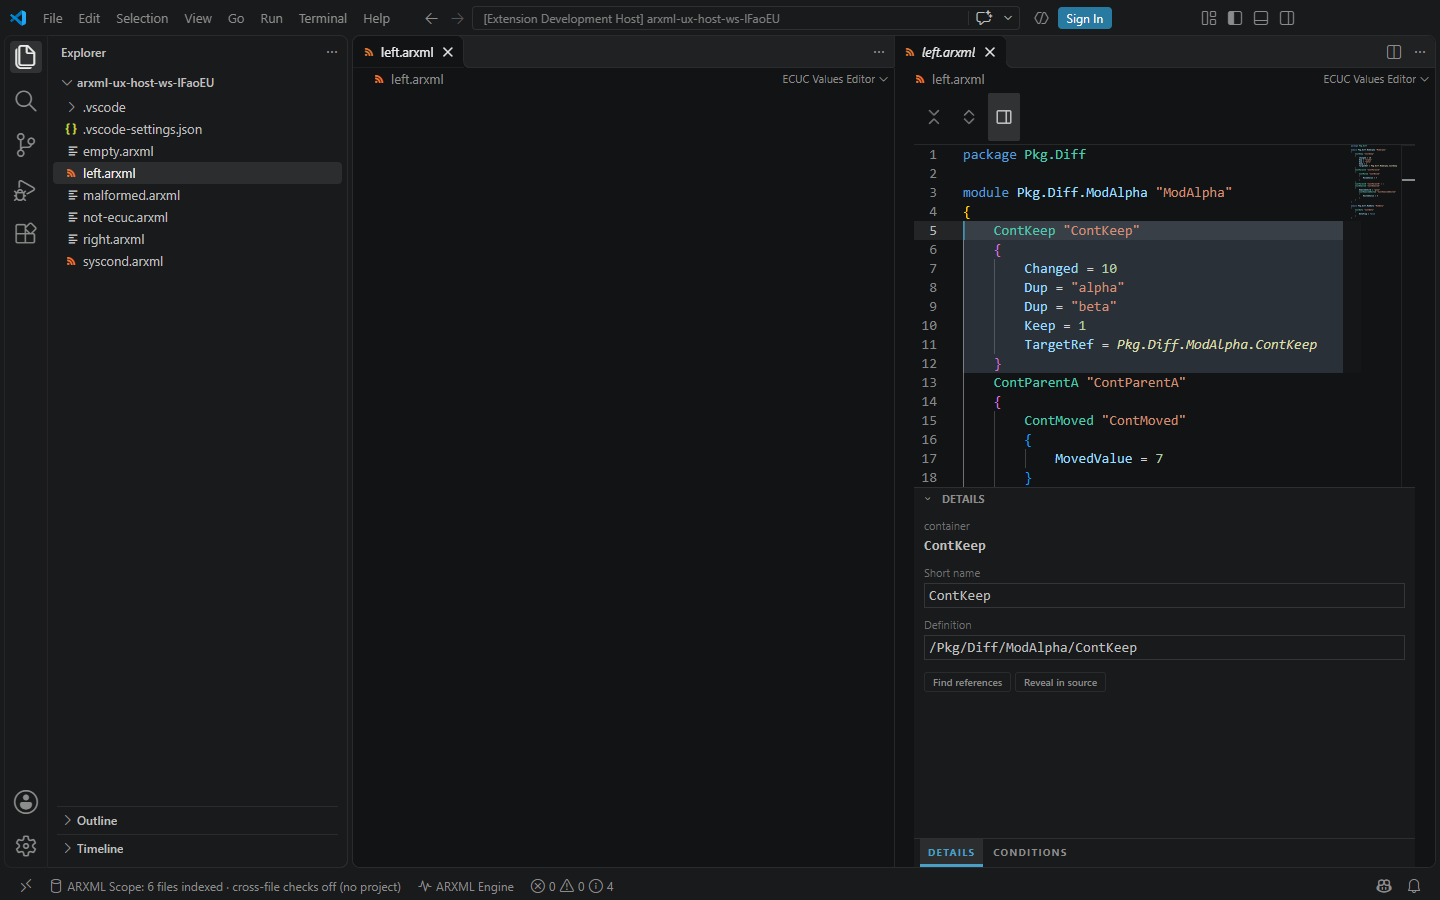 File Edit Selection View Go Run Terminal Help
[Extension Development Host] arxml-ux-host-ws-IFaoEU
Sign In
Explorer
arxml-ux-host-ws-IFaoEU
.vscode
.vscode-settings.json
empty.arxml
left.arxml
malformed.arxml
not-ecuc.arxml
right.arxml
syscond.arxml
Outline
Timeline
left.arxml
left.arxml
ECUC Values Editor
left.arxml
left.arxml
ECUC Values Editor
1 package Pkg.Diff
2
3 module Pkg.Diff.ModAlpha "ModAlpha"
4 {
5 ContKeep "ContKeep"
6 {
7 Changed = 10
8 Dup = "alpha"
9 Dup = "beta"
10 Keep = 1
11 TargetRef = Pkg.Diff.ModAlpha.ContKeep
12 }
13 ContParentA "ContParentA"
14 {
15 ContMoved "ContMoved"
16 {
17 MovedValue = 7
18 }
DETAILS
container
ContKeep
Short name
ContKeep
Definition
/Pkg/Diff/ModAlpha/ContKeep
Find references Reveal in source
DETAILS CONDITIONS
ARXML Scope: 6 files indexed · cross-file checks off (no project) ARXML Engine 0 0 4